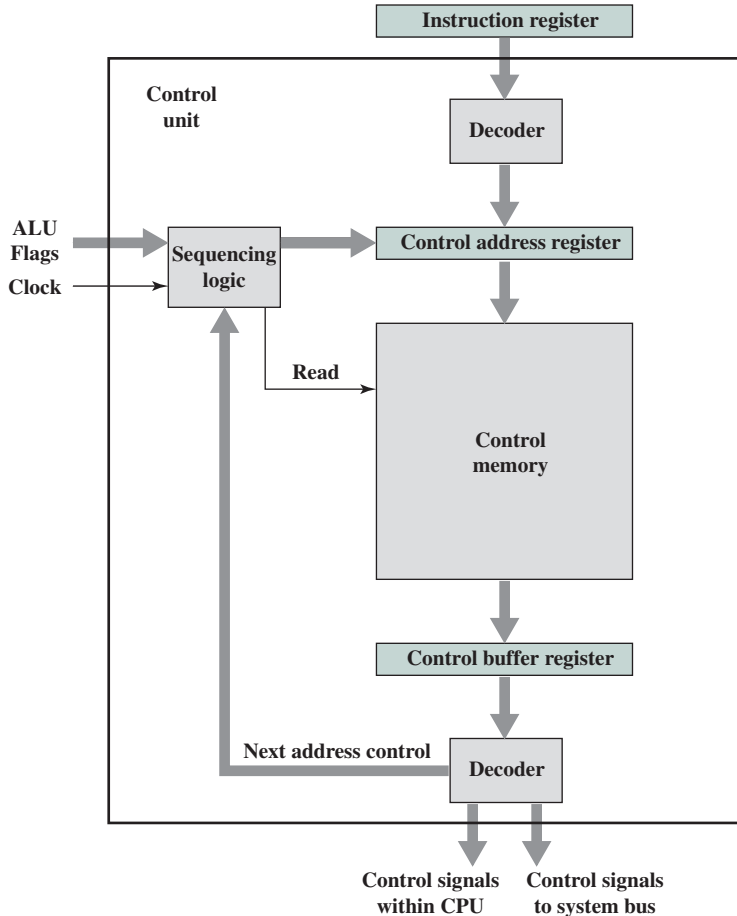 Instruction register
Control
unit
Decoder
ALU
Flags
Sequencing
logic
Control address register
Clock
Read
Control
memory
Control buffer register
Next address control
Decoder
Control signals
within CPU
Control signals
to system bus